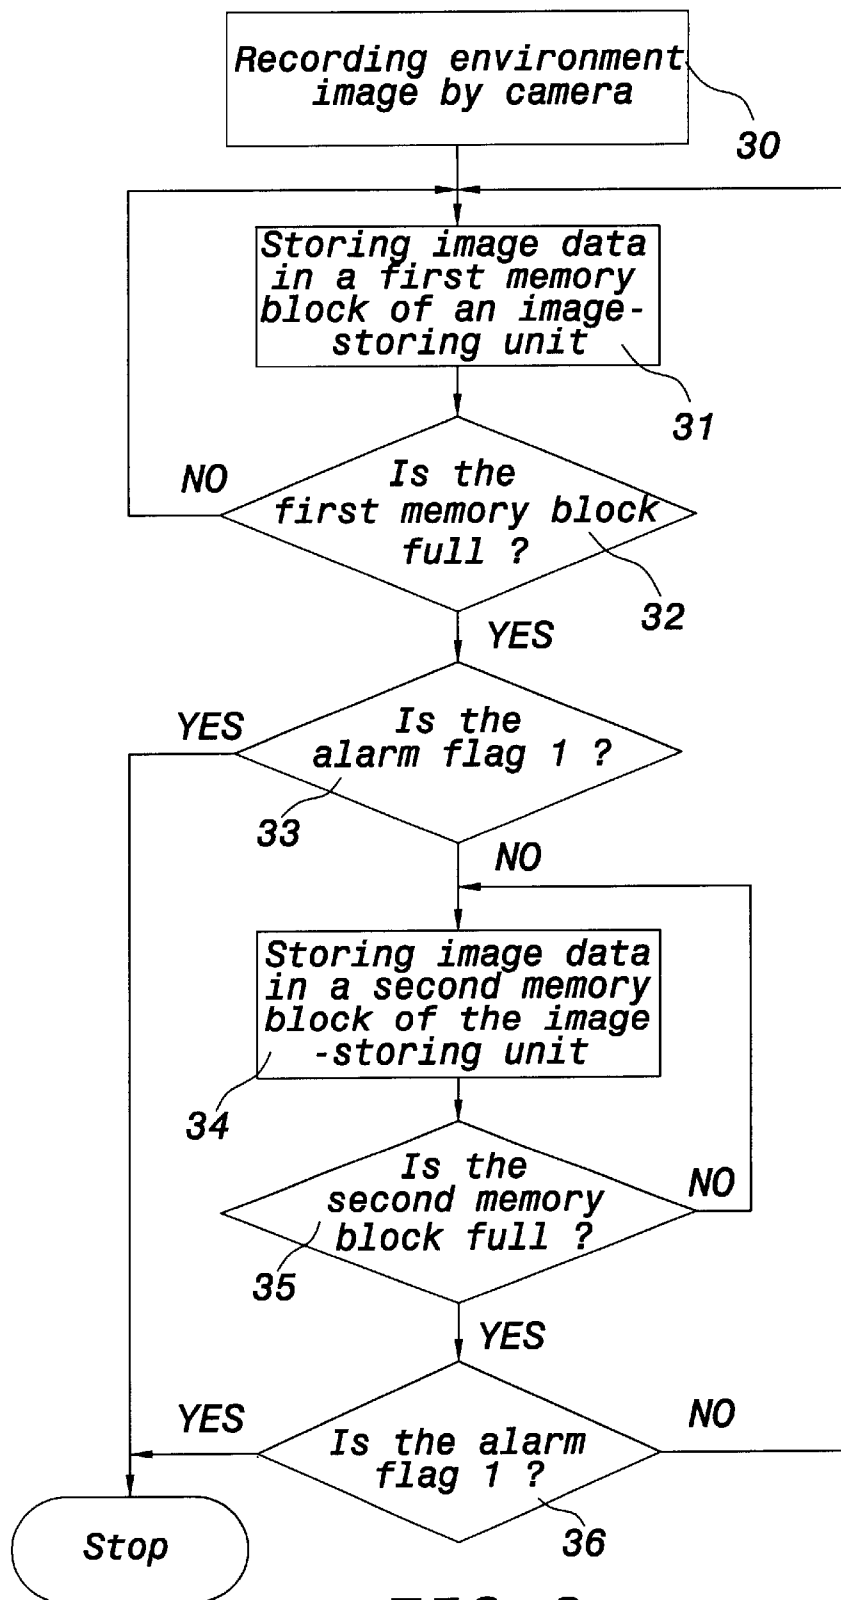 Recording environment
image by camera
30
Storing image data
in a first memory
block of an image-
storing unit
31
NO
Is the
first memory block
full ?
32
YES
YES
Is the
alarm flag 1 ?
33
NO
Storing image data
in a second memory
block of the image
-storing unit
34
Is the
second memory
block full ?
NO
35
YES
YES
NO
Is the alarm
flag 1 ?
36
Stop